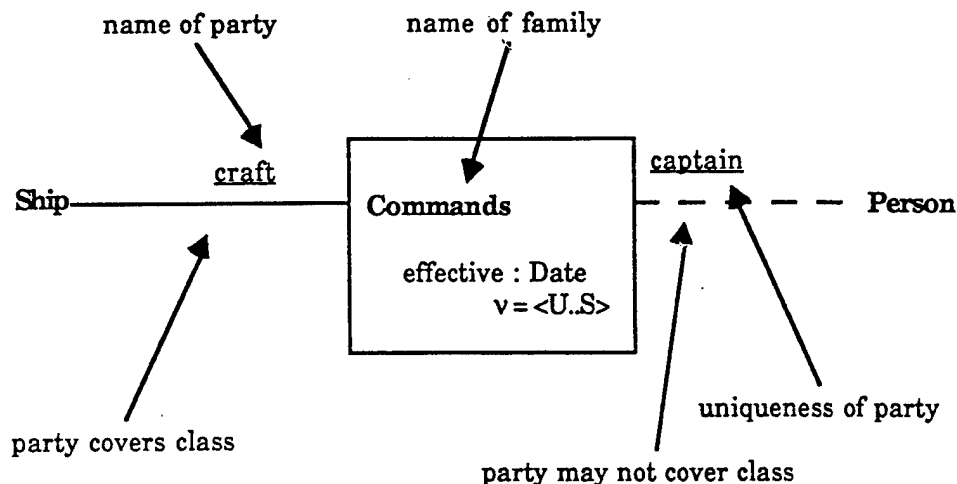 name of party
name of family
craft
captain
Ship
Commands
Person
effective : Date
ν = <U..S>
uniqueness of party
party covers class
party may not cover class